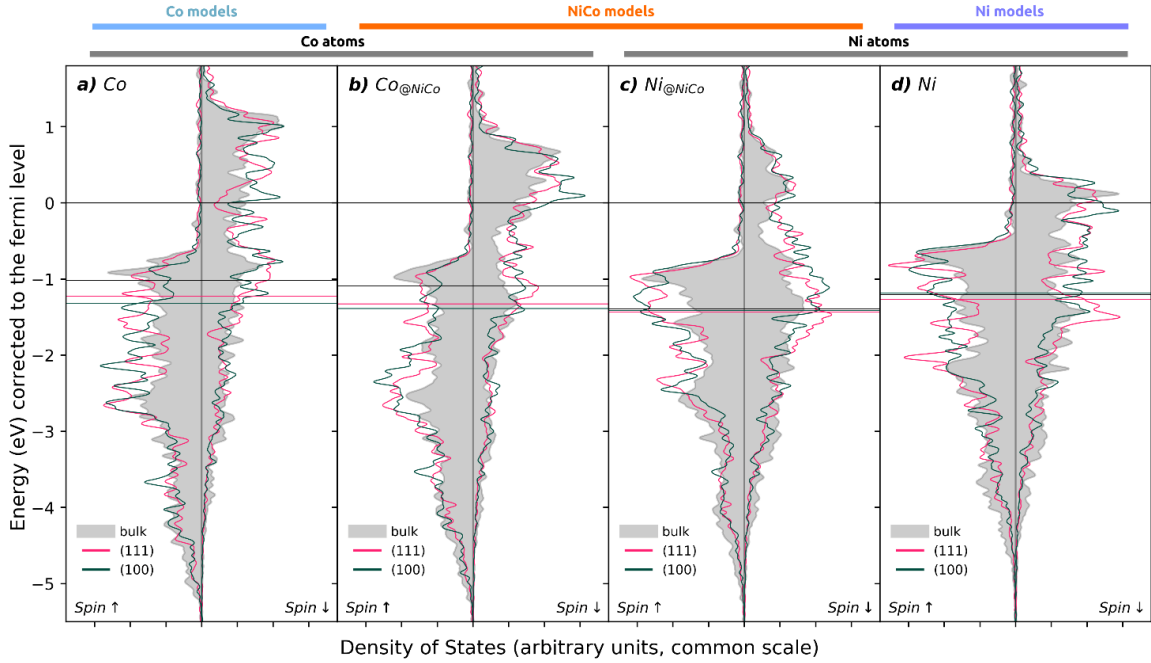 Co models
NiCo models
Ni models
Co atoms
Ni atoms
a) Co
b) Co@NiCo
c) Ni@NiCo
d) Ni
Energy (eV) corrected to the fermi level
1
0
−1
−2
−3
−4
−5
bulk
(111)
(100)
Spin ↑
Spin ↓
bulk
(111)
(100)
Spin ↑
Spin ↓
bulk
(111)
(100)
Spin ↑
Spin ↓
bulk
(111)
(100)
Spin ↑
Spin ↓
Density of States (arbitrary units, common scale)